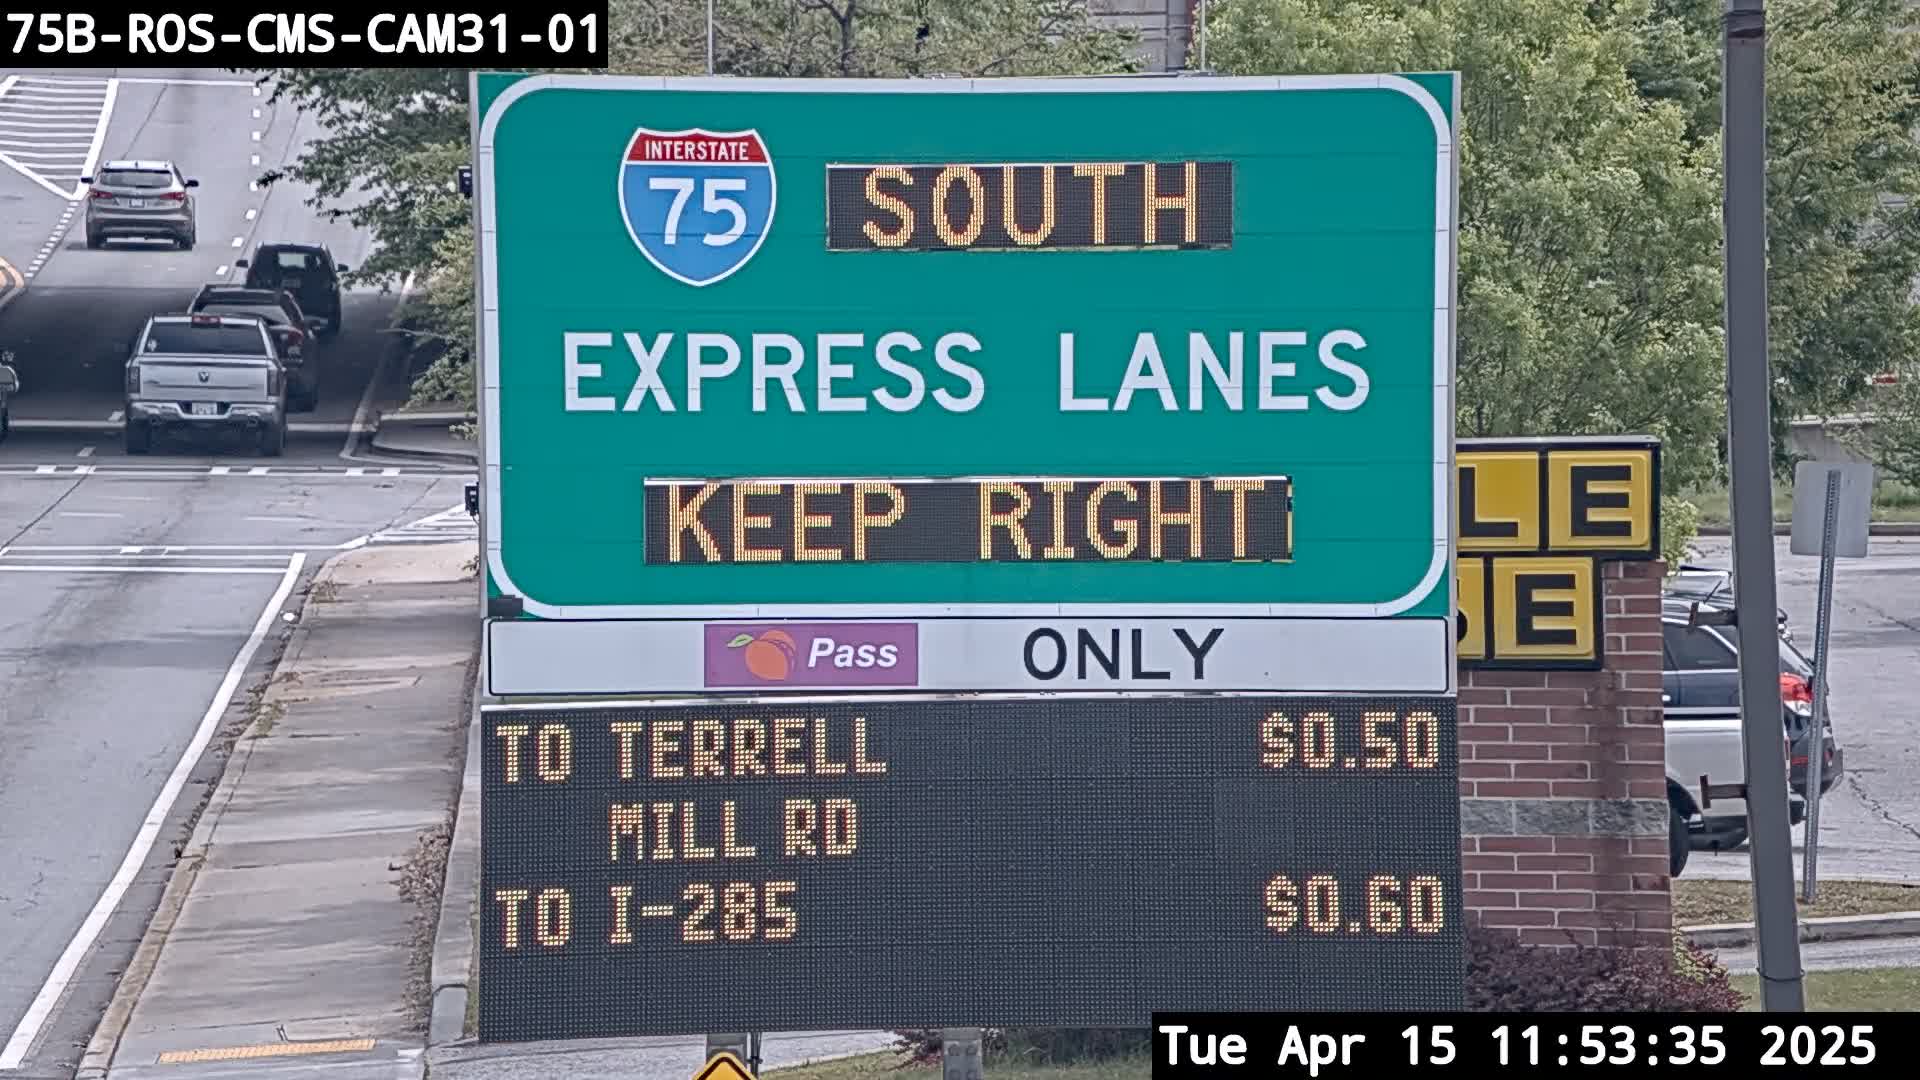 75B-ROS-CMS-CAM31-01
INTERSTATE
75
SOUTH
EXPRESS LANES
KEEP RIGHT
Pass ONLY
TO TERRELL $0.50
MILL RD
TO I-285 $0.60
LE
E
Tue Apr 15 11:53:35 2025